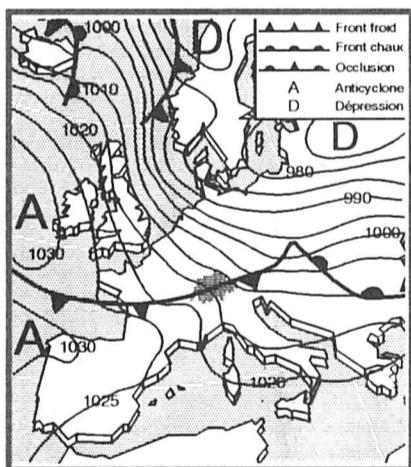 Front froid
Front chaud
Occlusion
A Anticyclone
D Dépression
1000
D
1010
1020
D
980
990
1000
A
1030
A
1030
1025
1020